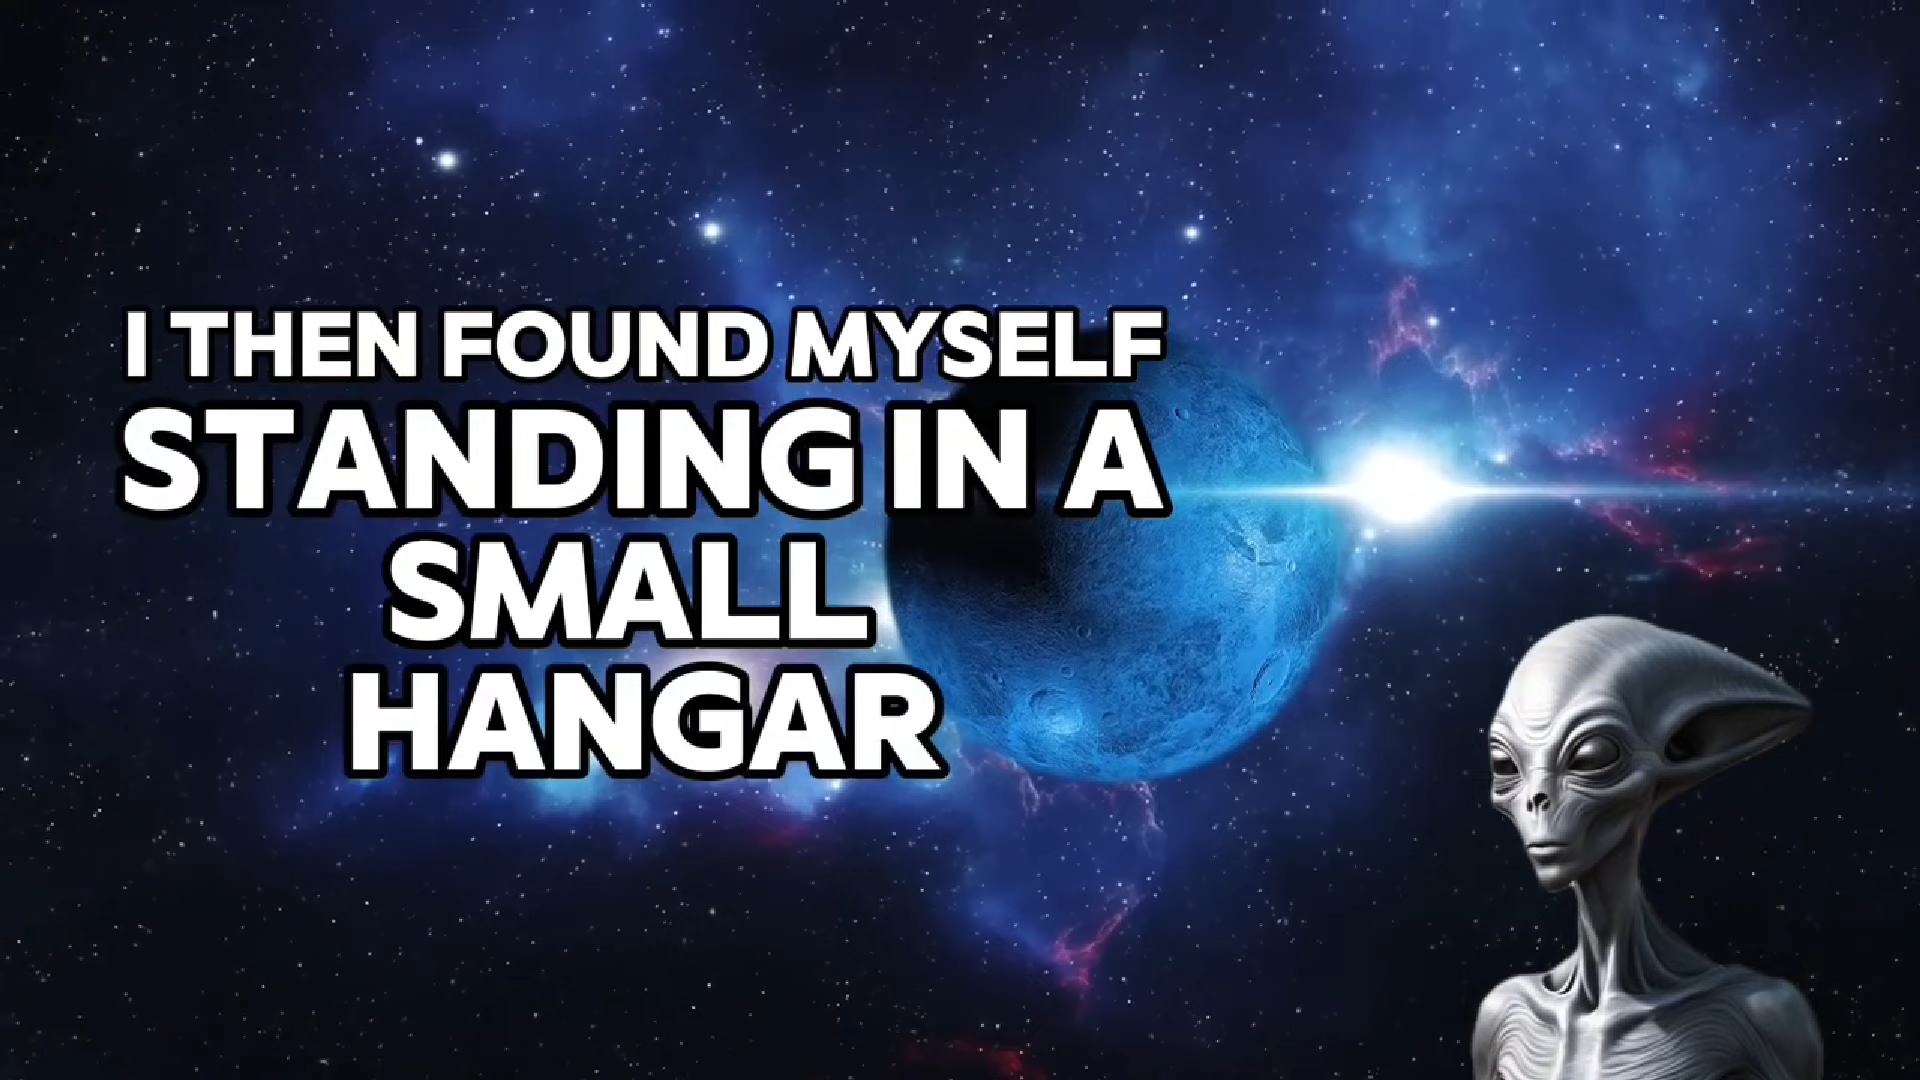 I THEN FOUND MYSELF
STANDING IN A
SMALL
HANGAR